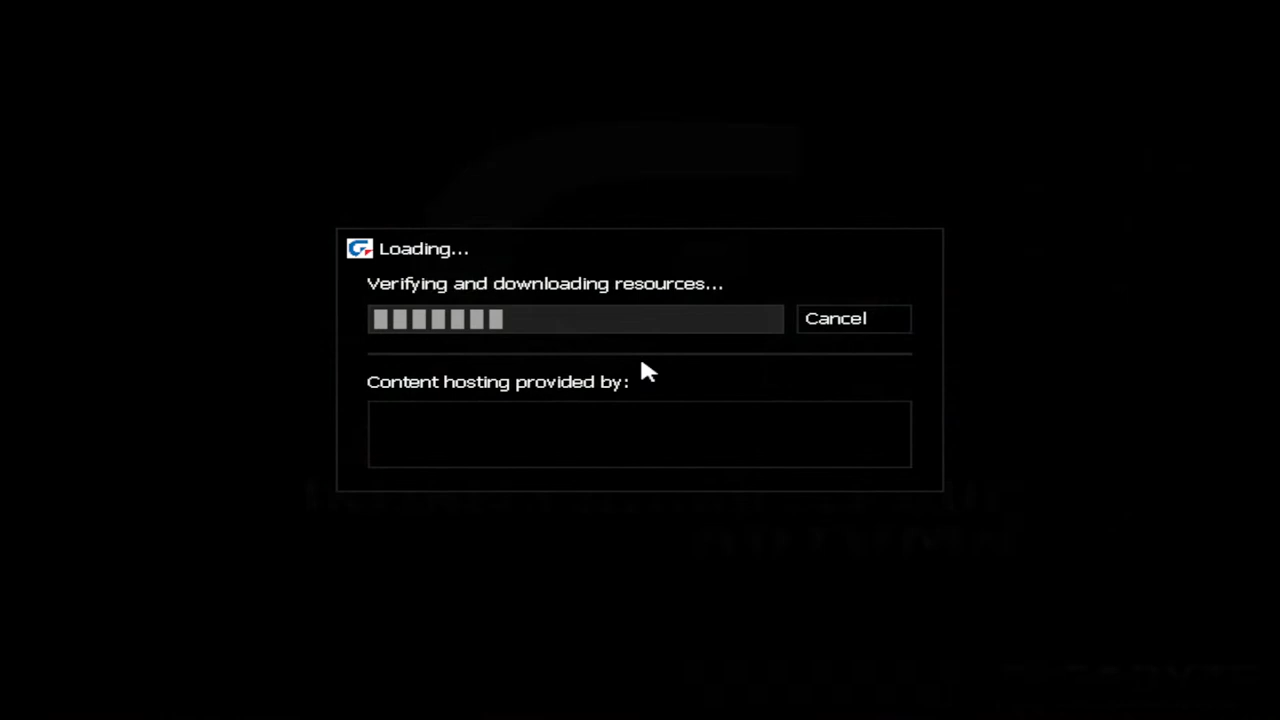 Loading...
Verifying and downloading resources...
Cancel
Content hosting provided by: